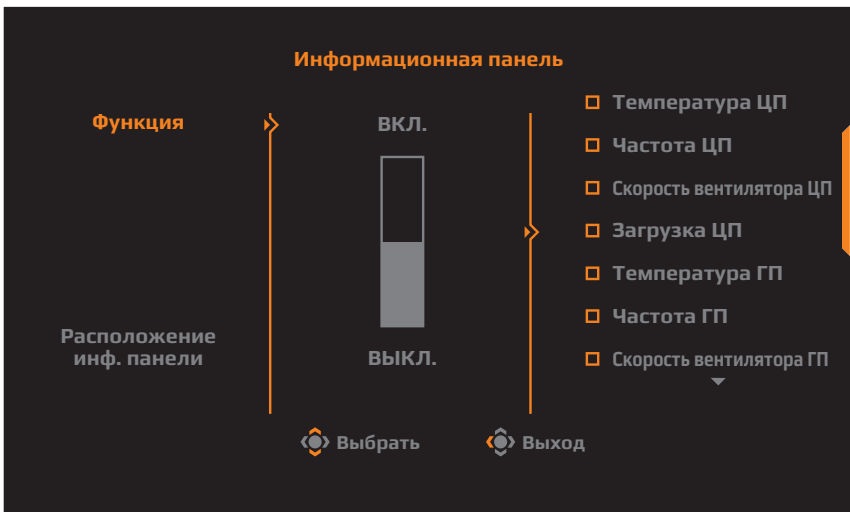 Информационная панель
Функция
Расположение
инф. панели
ВКЛ.
ВЫКЛ.
Температура ЦП
Частота ЦП
Скорость вентилятора ЦП
Загрузка ЦП
Температура ГП
Частота ГП
Скорость вентилятора ГП
Выбрать
Выход